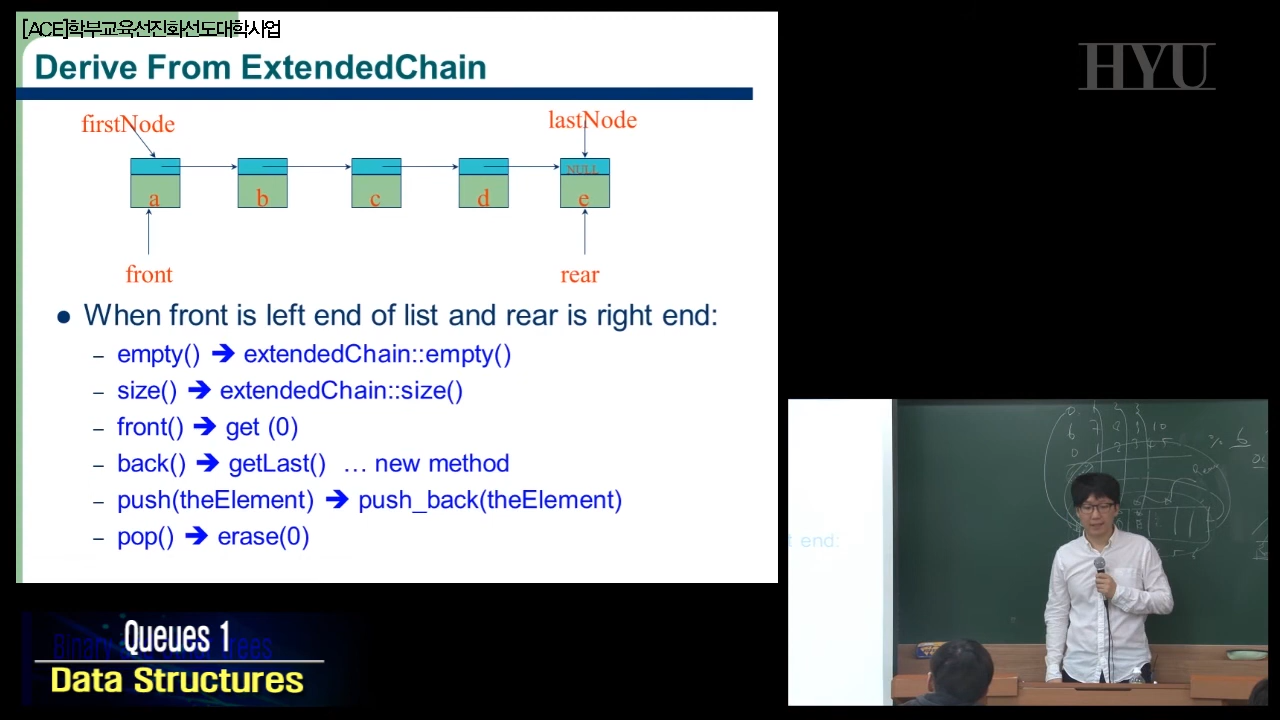 [ACE]학부교육선진화선도대학사업
HYU
Derive From ExtendedChain
firstNode
lastNode
NULL
a b c d e
front
rear
● When front is left end of list and rear is right end:
– empty() ➔ extendedChain::empty()
– size() ➔ extendedChain::size()
– front() ➔ get (0)
– back() ➔ getLast() … new method
– push(theElement) ➔ push_back(theElement)
– pop() ➔ erase(0)
t end:
Queues 1
Data Structures